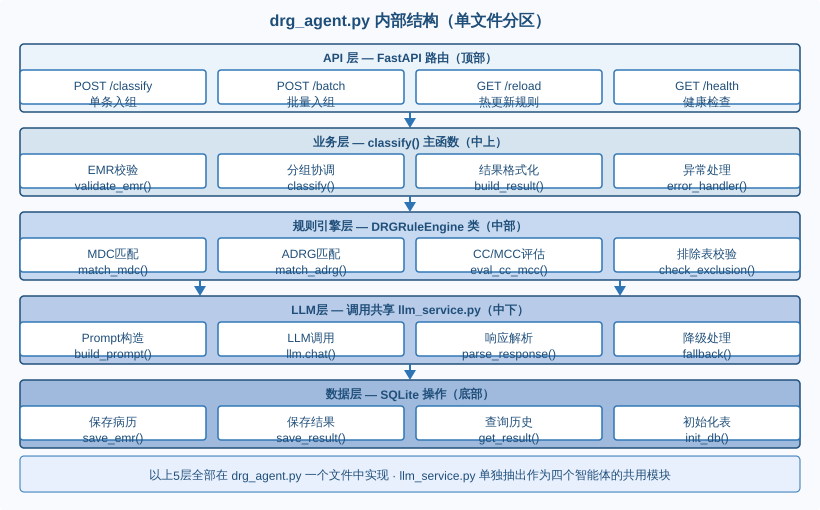 drg_agent.py 内部结构（单文件分区）
API 层 — FastAPI 路由（顶部）
POST /classify
单条入组
POST /batch
批量入组
GET /reload
热更新规则
GET /health
健康检查
业务层 — classify() 主函数（中上）
EMR校验
validate_emr()
分组协调
classify()
结果格式化
build_result()
异常处理
error_handler()
规则引擎层 — DRGRuleEngine 类（中部）
MDC匹配
match_mdc()
ADRG匹配
match_adrg()
CC/MCC评估
eval_cc_mcc()
排除表校验
check_exclusion()
LLM层 — 调用共享 llm_service.py（中下）
Prompt构造
build_prompt()
LLM调用
llm.chat()
响应解析
parse_response()
降级处理
fallback()
数据层 — SQLite 操作（底部）
保存病历
save_emr()
保存结果
save_result()
查询历史
get_result()
初始化表
init_db()
以上5层全部在 drg_agent.py 一个文件中实现 · llm_service.py 单独抽出作为四个智能体的共用模块